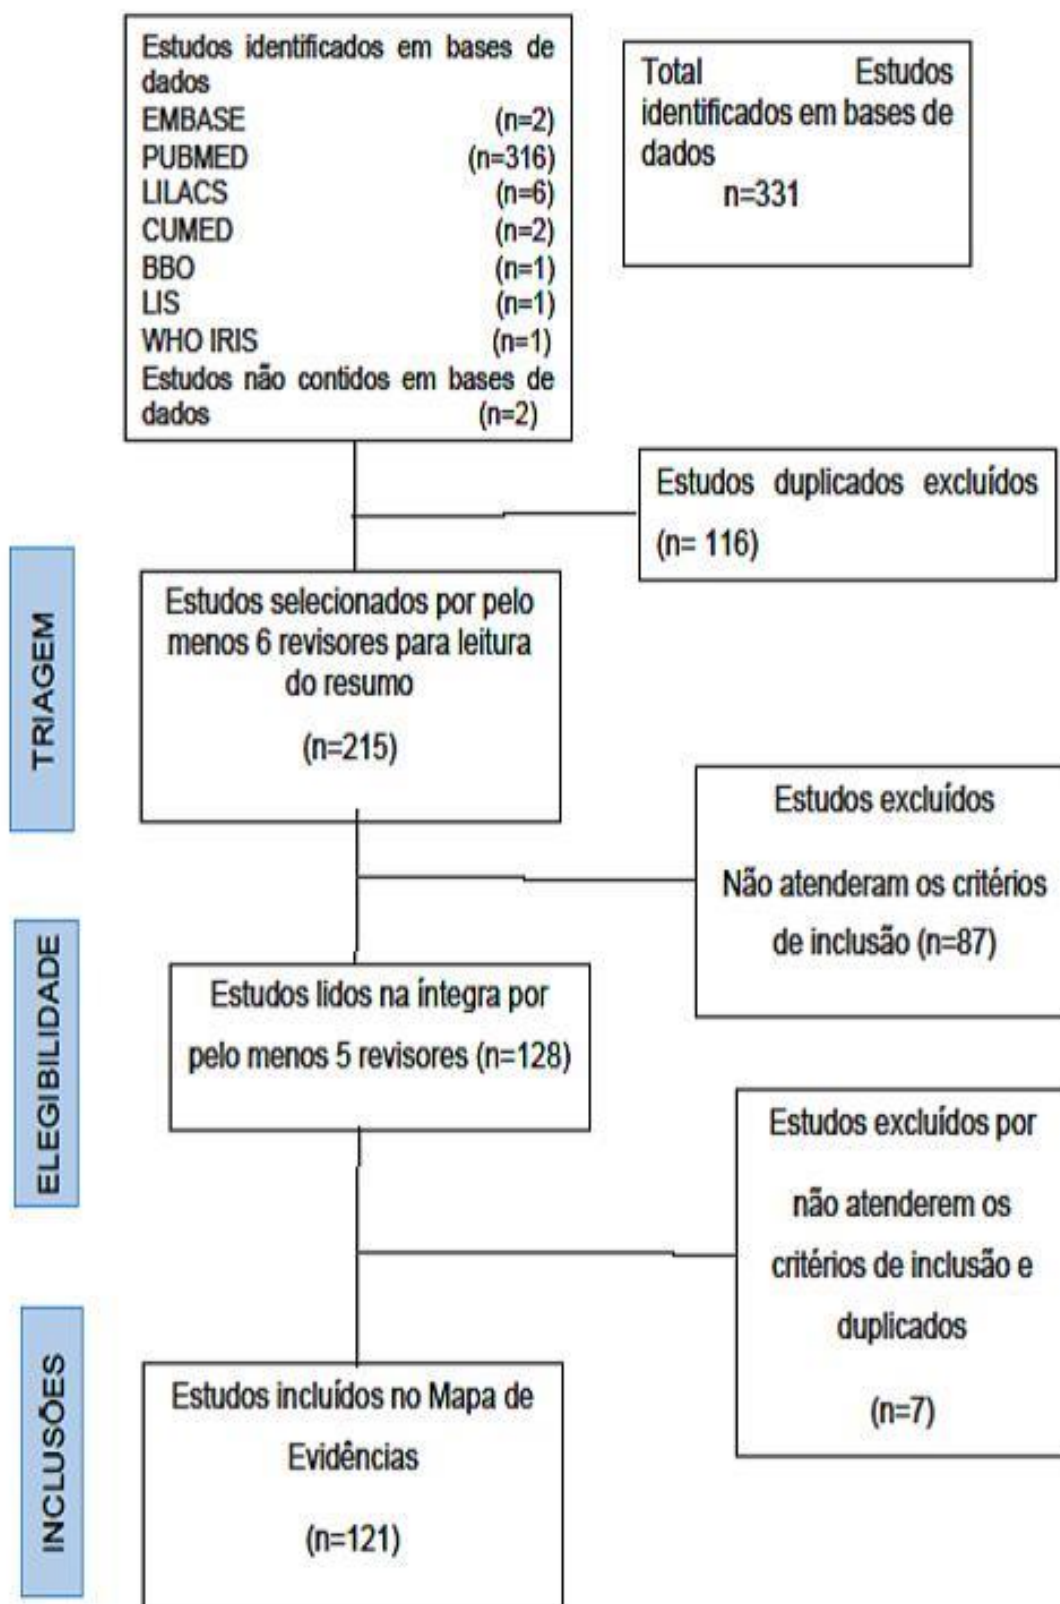 Estudos identificados em bases de
dados
EMBASE (n=2)
PUBMED (n=316)
LILACS (n=6)
CUMED (n=2)
BBO (n=1)
LIS (n=1)
WHO IRIS (n=1)
Estudos não contidos em bases de
dados (n=2)
Total Estudos
identificados em bases de
dados
n=331
Estudos duplicados excluídos
(n= 116)
TRIAGEM
Estudos selecionados por pelo
menos 6 revisores para leitura
do resumo
(n=215)
Estudos excluídos
Não atenderam os critérios
de inclusão (n=87)
ELEGIBILIDADE
Estudos lidos na íntegra por
pelo menos 5 revisores (n=128)
Estudos excluídos por
não atenderem os
critérios de inclusão e
duplicados
(n=7)
INCLUSÕES
Estudos incluídos no Mapa de
Evidências
(n=121)